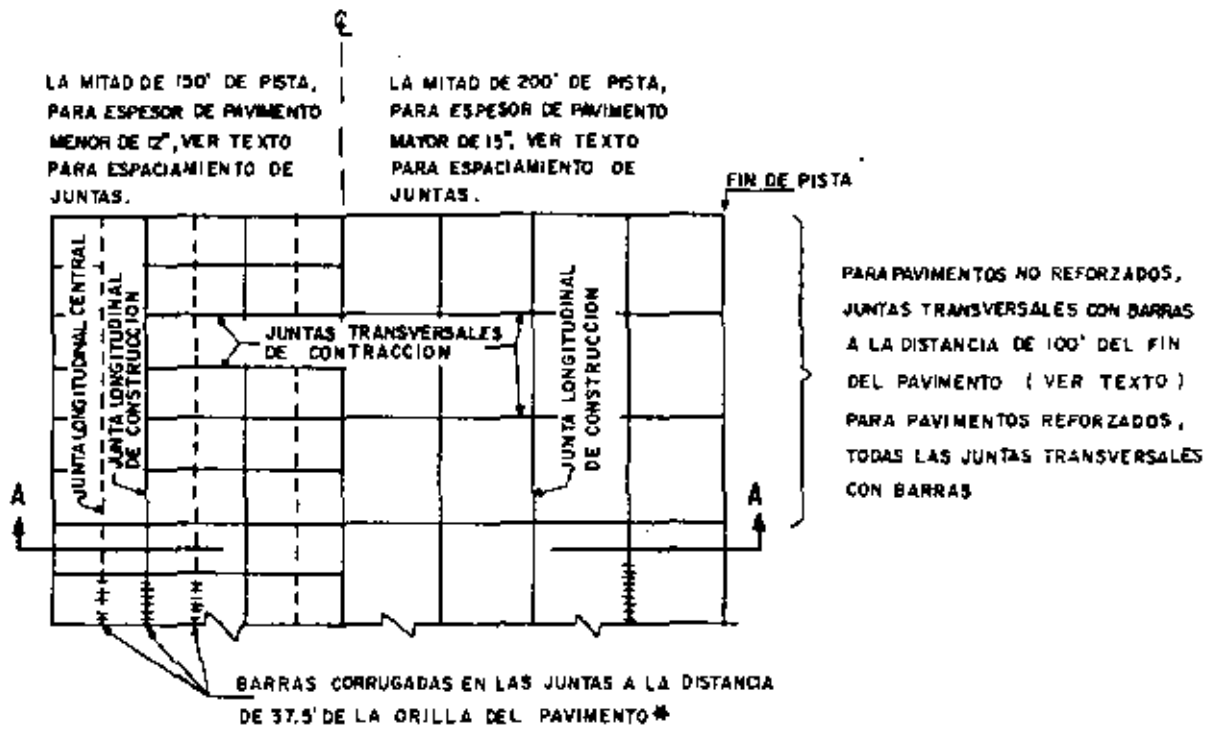 ℄
LA MITAD DE 150' DE PISTA,
PARA ESPESOR DE PAVIMENTO
MENOR DE 12", VER TEXTO
PARA ESPACIAMIENTO DE
JUNTAS.
LA MITAD DE 200' DE PISTA,
PARA ESPESOR DE PAVIMENTO
MAYOR DE 15", VER TEXTO
PARA ESPACIAMIENTO DE
JUNTAS.
FIN DE PISTA
JUNTA LONGITUDINAL CENTRAL
JUNTA LONGITUDINAL
DE CONSTRUCCION
JUNTAS TRANSVERSALES
DE CONTRACCION
JUNTA LONGITUDINAL
DE CONSTRUCCION
PARA PAVIMENTOS NO REFORZADOS,
JUNTAS TRANSVERSALES CON BARRAS
A LA DISTANCIA DE 100' DEL FIN
DEL PAVIMENTO ( VER TEXTO )
PARA PAVIMENTOS REFORZADOS,
TODAS LAS JUNTAS TRANSVERSALES
CON BARRAS
A
A
BARRAS CORRUGADAS EN LAS JUNTAS A LA DISTANCIA
DE 37.5' DE LA ORILLA DEL PAVIMENTO *